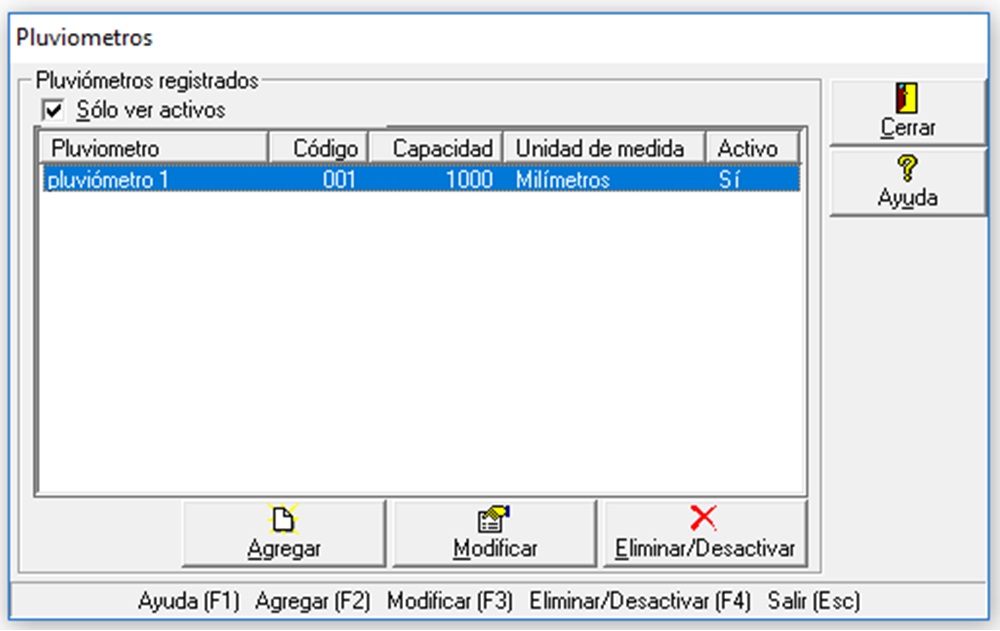 Pluviometros
Pluviómetros registrados
Sólo ver activos
Pluviometro Código Capacidad Unidad de medida Activo
pluviómetro 1 001 1000 Milímetros Sí
Cerrar
Ayuda
Agregar Modificar Eliminar/Desactivar
Ayuda (F1) Agregar (F2) Modificar (F3) Eliminar/Desactivar (F4) Salir (Esc)